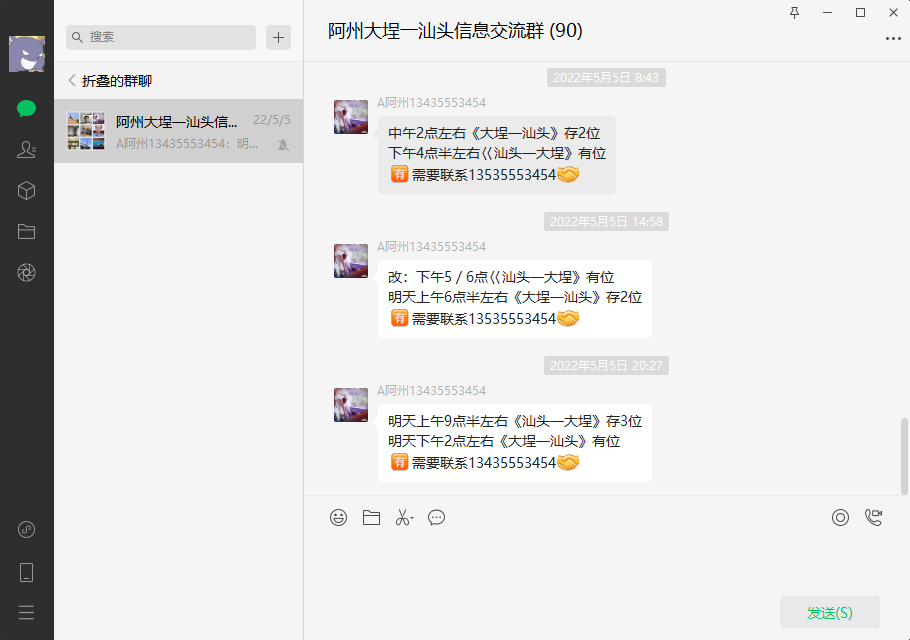 搜索
折叠的群聊
阿州大埕一汕头信...
22/5/5
A阿州13435553454：明...
阿州大埕一汕头信息交流群 (90)
2022年5月5日 8:43
A阿州13435553454
中午2点左右《大埕—汕头》存2位
下午4点半左右巜汕头—大埕》有位
🈶需要联系13535553454🤝
2022年5月5日 14:58
A阿州13435553454
改：下午5 / 6点巜汕头—大埕》有位
明天上午6点半左右《大埕—汕头》存2位
🈶需要联系13535553454🤝
2022年5月5日 20:27
A阿州13435553454
明天上午9点半左右《汕头—大埕》存3位
明天下午2点左右《大埕—汕头》有位
🈶需要联系13435553454🤝
发送(S)